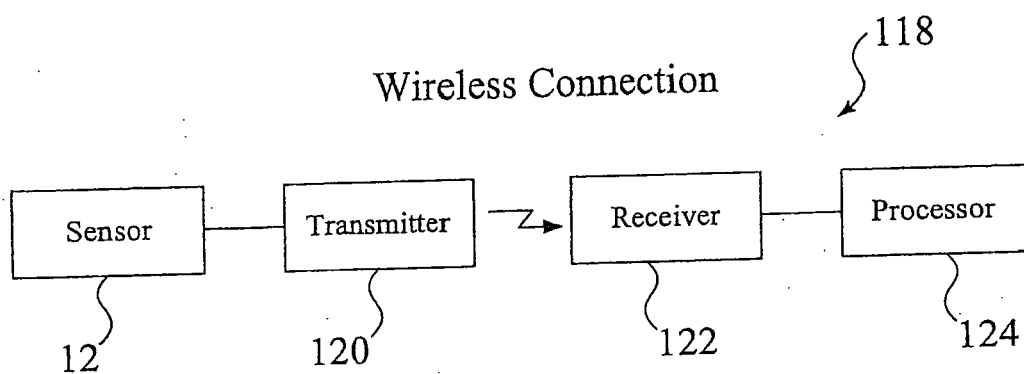 118
Wireless Connection
Sensor
Transmitter
Receiver
Processor
12
120
122
124